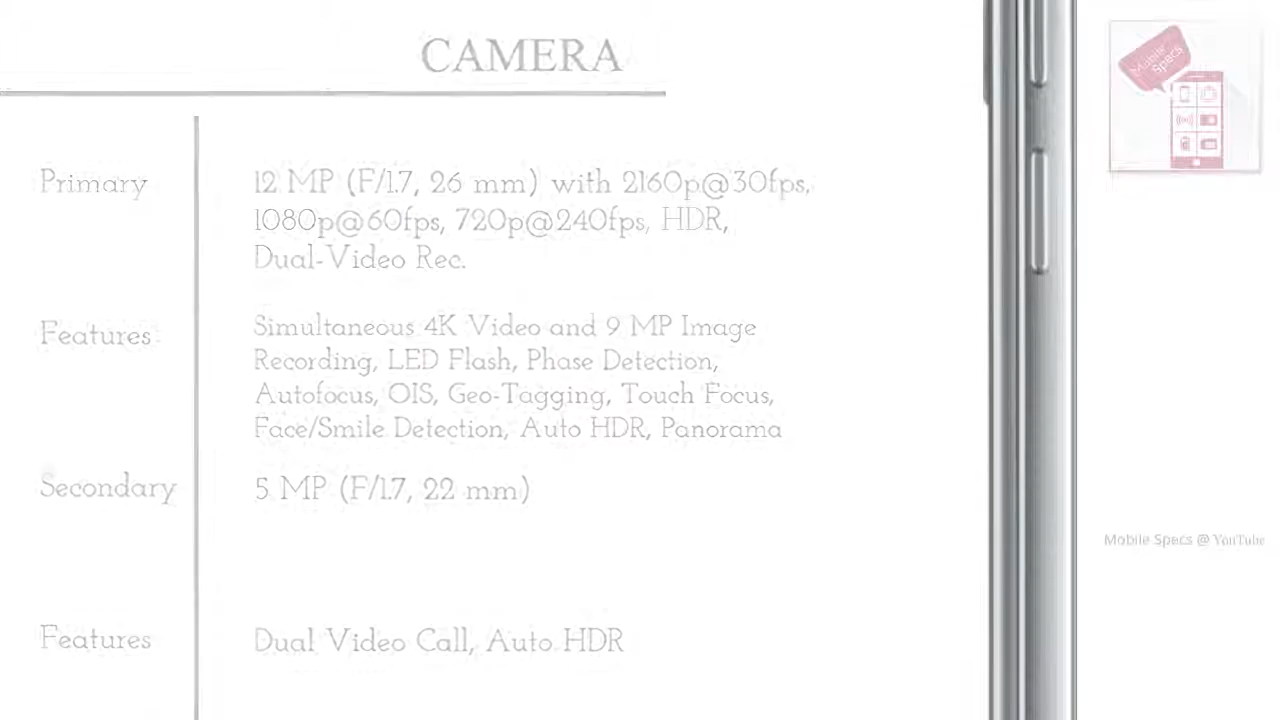 CAMERA
Mobile
Specs
Primary
12 MP (F/1.7, 26 mm) with 2160p@30fps,
1080p@60fps, 720p@240fps, HDR,
Dual-Video Rec.
Features
Simultaneous 4K Video and 9 MP Image
Recording, LED Flash, Phase Detection,
Autofocus, OIS, Geo-Tagging, Touch Focus,
Face/Smile Detection, Auto HDR, Panorama
Secondary
5 MP (F/1.7, 22 mm)
Mobile Specs @ YouTube
Features
Dual Video Call, Auto HDR